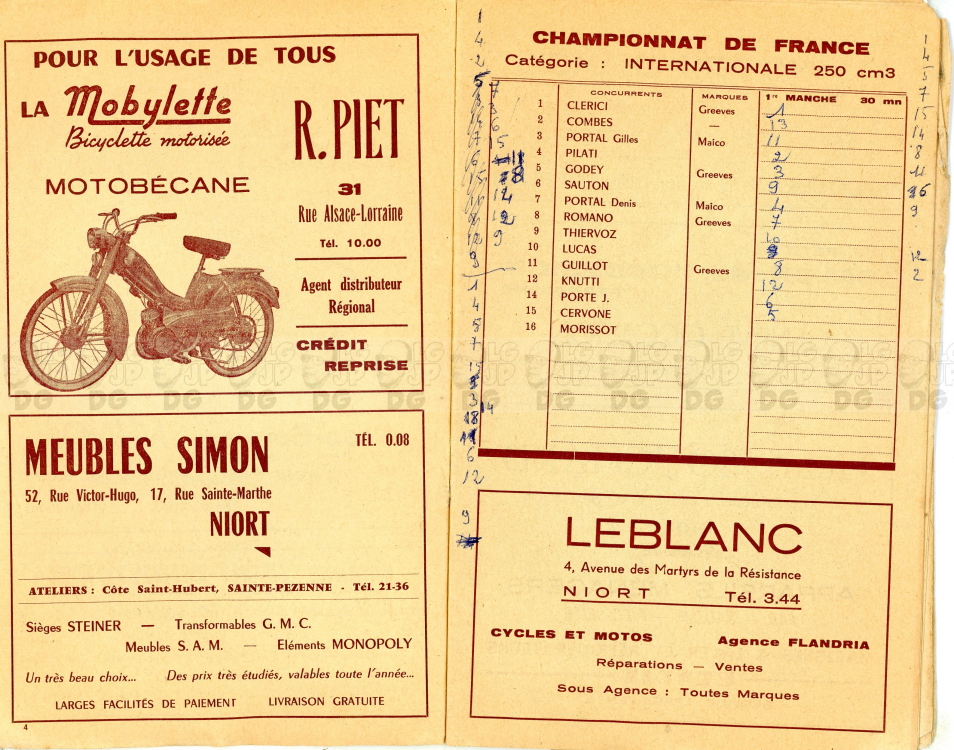 POUR L'USAGE DE TOUS
LA Mobylette
Bicyclette motorisée
MOTOBÉCANE
R. PIET
31
Rue Alsace-Lorraine
Tél. 10.00
Agent distributeur
Régional
CRÉDIT
REPRISE
MEUBLES SIMON
TÉL. 0.08
52, Rue Victor-Hugo, 17, Rue Sainte-Marthe
NIORT
ATELIERS : Côte Saint-Hubert, SAINTE-PEZENNE - Tél. 21-36
Sièges STEINER — Transformables G. M. C.
Meubles S. A. M. — Eléments MONOPOLY
Un très beau choix... Des prix très étudiés, valables toute l'année...
LARGES FACILITÉS DE PAIEMENT LIVRAISON GRATUITE
4
CHAMPIONNAT DE FRANCE
Catégorie : INTERNATIONALE 250 cm3
CONCURRENTS MARQUES 1re MANCHE 30 mn
1 CLERICI Greeves 1
2 COMBES — 13
3 PORTAL Gilles Maico 11
4 PILATI 2
5 GODEY Greeves 3
6 SAUTON 9
7 PORTAL Denis Maico 4
8 ROMANO Greeves 7
9 THIERVOZ 10
10 LUCAS
11 GUILLOT Greeves 8
12 KNUTTI 12
14 PORTE J. 6
15 CERVONE 5
16 MORISSOT
LEBLANC
4, Avenue des Martyrs de la Résistance
NIORT Tél. 3.44
CYCLES ET MOTOS Agence FLANDRIA
Réparations — Ventes
Sous Agence : Toutes Marques